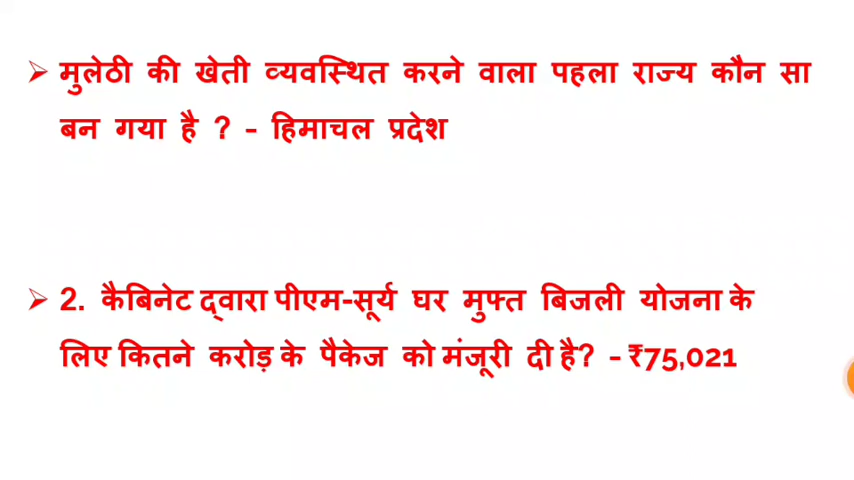 ➢ मुलेठी की खेती व्यवस्थित करने वाला पहला राज्य कौन सा
बन गया है ? - हिमाचल प्रदेश
➢ 2. कैबिनेट द्वारा पीएम-सूर्य घर मुफ्त बिजली योजना के
लिए कितने करोड़ के पैकेज को मंजूरी दी है? - ₹75,021